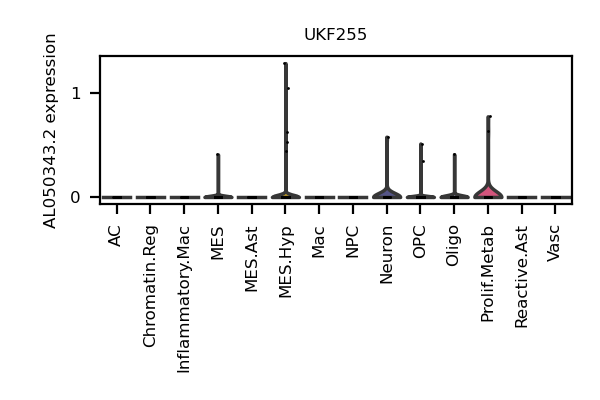 UKF255
AL050343.2 expression
1
0
AC
Chromatin.Reg
Inflammatory.Mac
MES
MES.Ast
MES.Hyp
Mac
NPC
Neuron
OPC
Oligo
Prolif.Metab
Reactive.Ast
Vasc